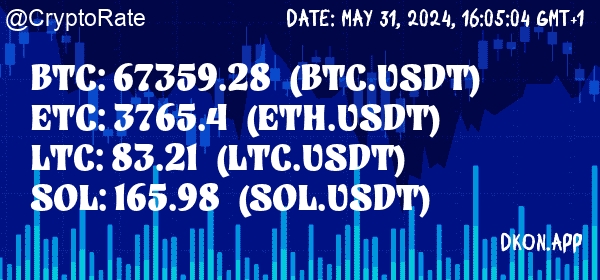 @CryptoRate
DATE: MAY 31, 2024, 16:05:04 GMT+1
BTC: 67359.28 (BTC.USDT)
ETC: 3765.4 (ETH.USDT)
LTC: 83.21 (LTC.USDT)
SOL: 165.98 (SOL.USDT)
DKON.APP